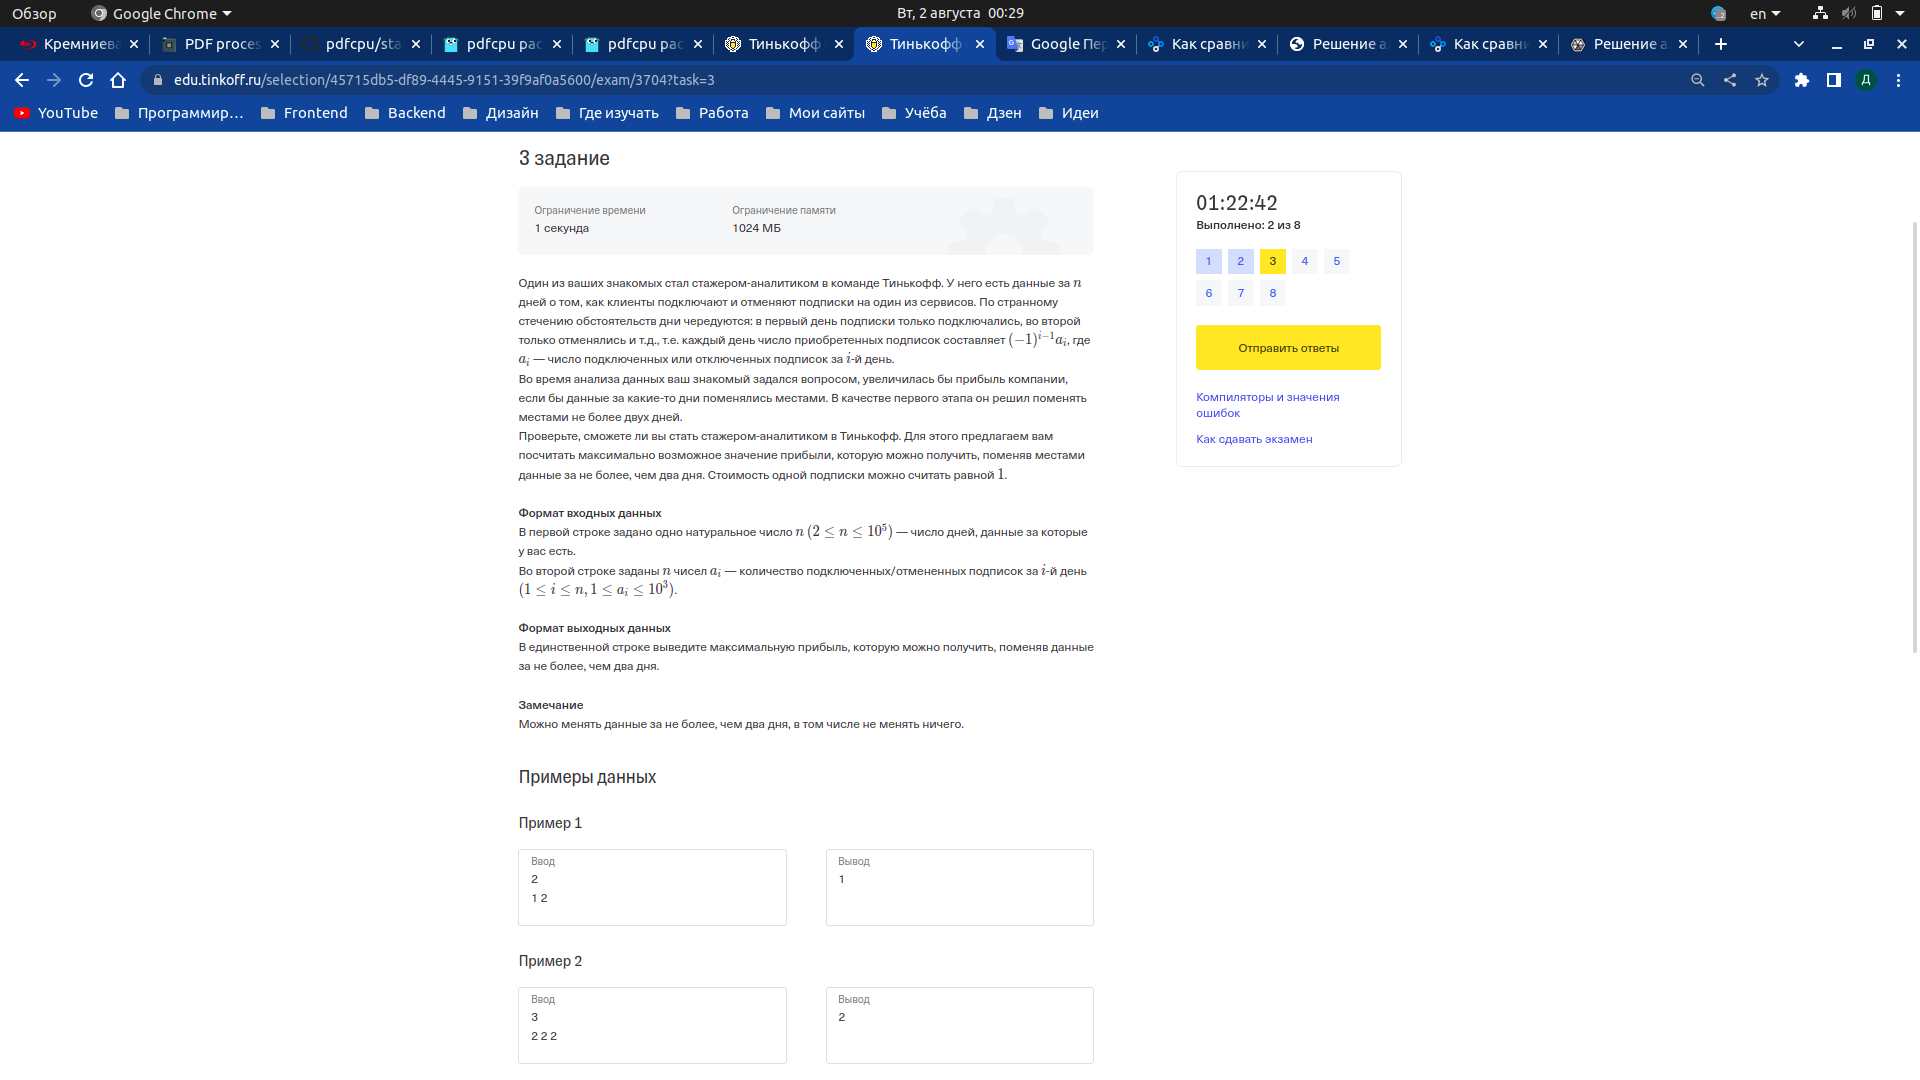 Обзор
Google Chrome
Вт, 2 августа 00:29
en
Кремниева
PDF proces
pdfcpu/sta
pdfcpu pac
pdfcpu pac
Тинькофф
Тинькофф
Google Пер
Как сравни
Решение а
Как сравни
Решение а
edu.tinkoff.ru/selection/45715db5-df89-4445-9151-39f9af0a5600/exam/3704?task=3
Д
YouTube
Программир…
Frontend
Backend
Дизайн
Где изучать
Работа
Мои сайты
Учёба
Дзен
Идеи
3 задание
Ограничение времени
1 секунда
Ограничение памяти
1024 МБ
Один из ваших знакомых стал стажером-аналитиком в команде Тинькофф. У него есть данные за n
дней о том, как клиенты подключают и отменяют подписки на один из сервисов. По странному
стечению обстоятельств дни чередуются: в первый день подписки только подключались, во второй
только отменялись и т.д., т.е. каждый день число приобретенных подписок составляет (−1)^{i−1}a_i, где
a_i — число подключенных или отключенных подписок за i-й день.
Во время анализа данных ваш знакомый задался вопросом, увеличилась бы прибыль компании,
если бы данные за какие-то дни поменялись местами. В качестве первого этапа он решил поменять
местами не более двух дней.
Проверьте, сможете ли вы стать стажером-аналитиком в Тинькофф. Для этого предлагаем вам
посчитать максимально возможное значение прибыли, которую можно получить, поменяв местами
данные за не более, чем два дня. Стоимость одной подписки можно считать равной 1.
Формат входных данных
В первой строке задано одно натуральное число n (2 ≤ n ≤ 10^5) — число дней, данные за которые
у вас есть.
Во второй строке заданы n чисел a_i — количество подключенных/отмененных подписок за i-й день
(1 ≤ i ≤ n, 1 ≤ a_i ≤ 10^3).
Формат выходных данных
В единственной строке выведите максимальную прибыль, которую можно получить, поменяв данные
за не более, чем два дня.
Замечание
Можно менять данные за не более, чем два дня, в том числе не менять ничего.
Примеры данных
Пример 1
Ввод
2
1 2
Вывод
1
Пример 2
Ввод
3
2 2 2
Вывод
2
01:22:42
Выполнено: 2 из 8
1 2 3 4 5
6 7 8
Отправить ответы
Компиляторы и значения
ошибок
Как сдавать экзамен